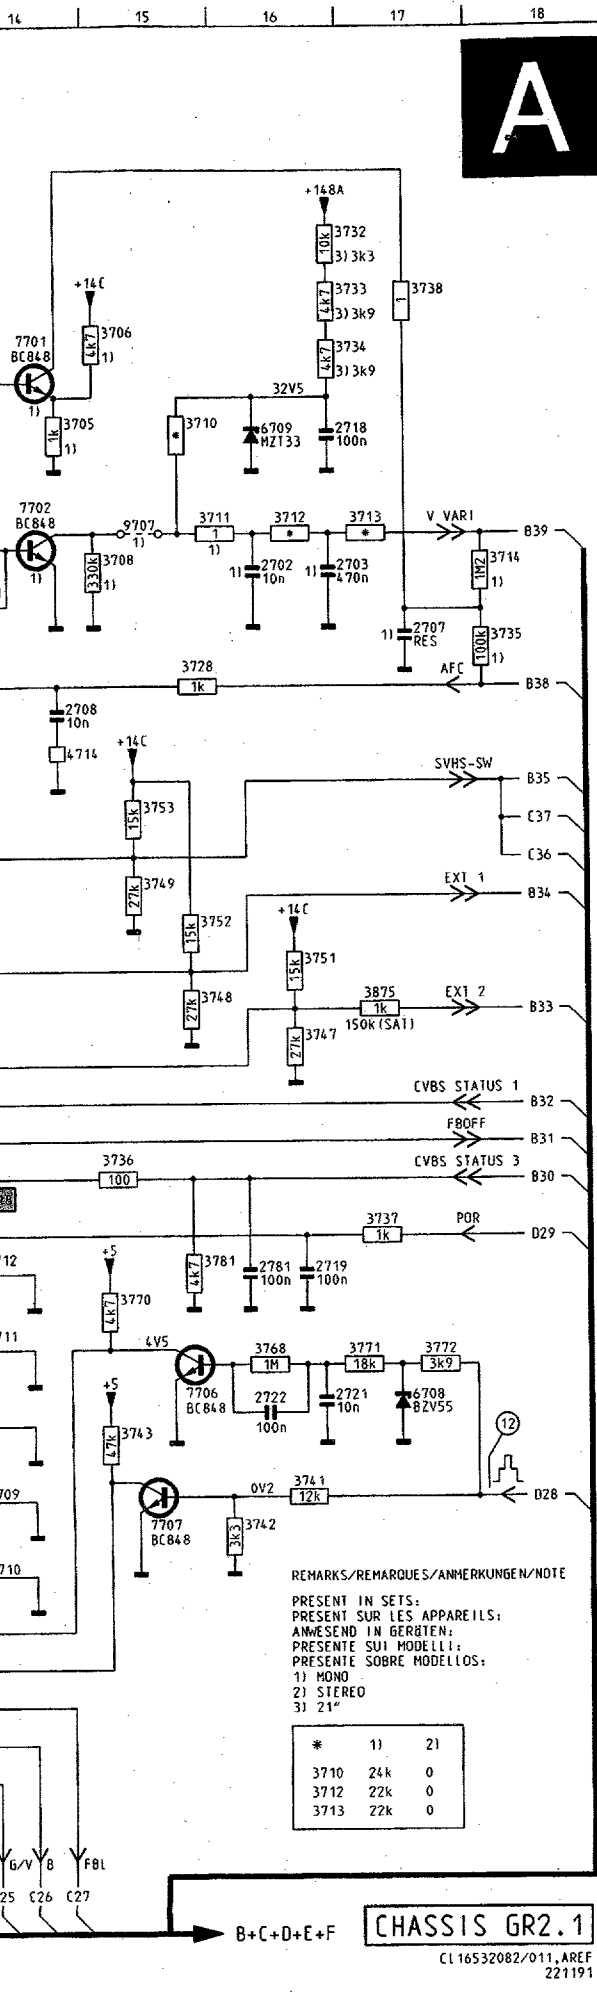 14 15 16 17 18
A
+148A
10k 3732
3)3k3
4k7 3733
3)3k9
4k7 3734
3)3k9
1 3738
+14C
4k7 3706
1)
7701
BC848
1)
1k 3705
1)
32V5
* 3710
6709
MZT33
2718
100n
7702
BC848
1)
9707
1)
330k 3708
1)
3711
1
1)
3712
*
3713
*
V VARI
B39
1) 2702
10n
1) 2703
470n
1M2 3714
1)
1) 2707
RES
100k 3735
1)
3728
1k
AFC
B38
2708
10n
4714
+14C
15k 3753
SVHS-SW
B35
C37
C36
27k 3749
EXT 1
B34
15k 3752
+14C
15k 3751
27k 3748
3875
1k
150k(SAT)
EXT 2
B33
27k 3747
CVBS STATUS 1
B32
FBOFF
B31
CVBS STATUS 3
B30
3736
100
3737
1k
POR
D29
712
+5
4k7 3781
2781
100n
2719
100n
4k7 3770
711
4V5
7706
BC848
3768
1M
3771
18k
3772
3k9
2722
100n
2721
10n
6708
BZV55
+5
47k 3743
12
709
7707
BC848
0V2
3741
12k
D28
3k3 3742
710
REMARKS/REMARQUES/ANMERKUNGEN/NOTE
PRESENT IN SETS:
PRESENT SUR LES APPAREILS:
ANWESEND IN GERÄTEN:
PRESENTE SUI MODELLI:
PRESENTE SOBRE MODELLOS:
1) MONO
2) STEREO
3) 21"
* 1) 2)
3710 24k 0
3712 22k 0
3713 22k 0
G/V B FBL
25 C26 C27
B+C+D+E+F
CHASSIS GR2.1
CL16532082/011,AREF
221191